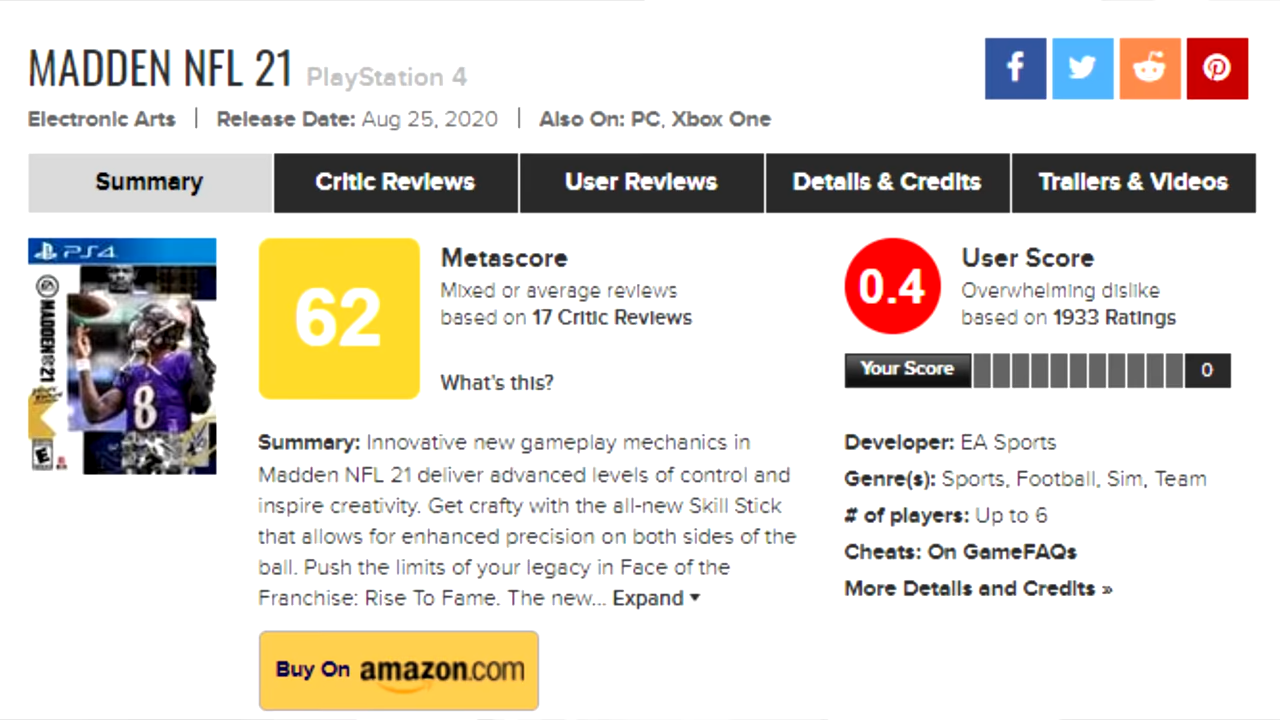 MADDEN NFL 21 PlayStation 4
Electronic Arts | Release Date: Aug 25, 2020 | Also On: PC, Xbox One
Summary
Critic Reviews
User Reviews
Details & Credits
Trailers & Videos
PS4
MADDEN 21
8
E
62
Metascore
Mixed or average reviews
based on 17 Critic Reviews
What's this?
Summary: Innovative new gameplay mechanics in
Madden NFL 21 deliver advanced levels of control and
inspire creativity. Get crafty with the all-new Skill Stick
that allows for enhanced precision on both sides of the
ball. Push the limits of your legacy in Face of the
Franchise: Rise To Fame. The new... Expand
Buy On amazon.com
0.4
User Score
Overwhelming dislike
based on 1933 Ratings
Your Score 0
Developer: EA Sports
Genre(s): Sports, Football, Sim, Team
# of players: Up to 6
Cheats: On GameFAQs
More Details and Credits »